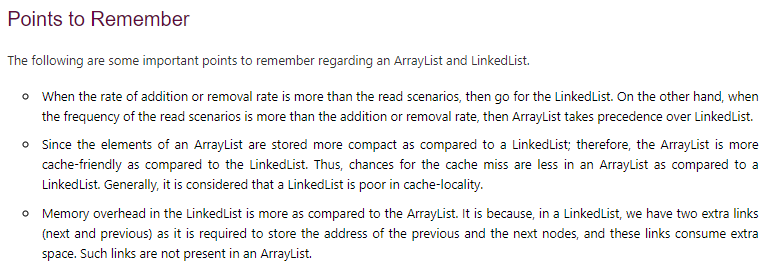 Points to Remember
The following are some important points to remember regarding an ArrayList and LinkedList.
When the rate of addition or removal rate is more than the read scenarios, then go for the LinkedList. On the other hand, when
the frequency of the read scenarios is more than the addition or removal rate, then ArrayList takes precedence over LinkedList.
Since the elements of an ArrayList are stored more compact as compared to a LinkedList; therefore, the ArrayList is more
cache-friendly as compared to the LinkedList. Thus, chances for the cache miss are less in an ArrayList as compared to a
LinkedList. Generally, it is considered that a LinkedList is poor in cache-locality.
Memory overhead in the LinkedList is more as compared to the ArrayList. It is because, in a LinkedList, we have two extra links
(next and previous) as it is required to store the address of the previous and the next nodes, and these links consume extra
space. Such links are not present in an ArrayList.